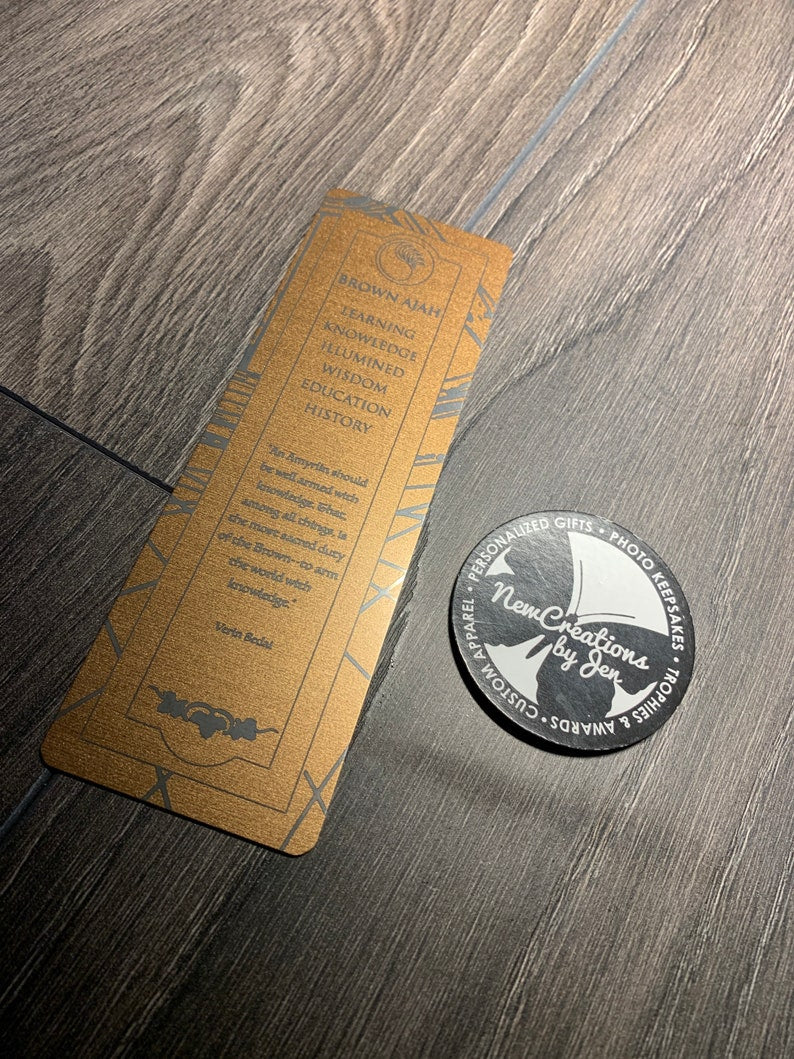 BROWN AJAH
LEARNING
KNOWLEDGE
ILLUMINED
WISDOM
EDUCATION
HISTORY
"An Amyrlin should
be well armed with
knowledge. That,
among all things, is
the most sacred duty
of the Brown- to arm
the world with
knowledge."
Verin Sedai
PERSONALIZED GIFTS • PHOTO KEEPSAKES • TROPHIES & AWARDS • CUSTOM APPAREL •
NewCreations
by Jen